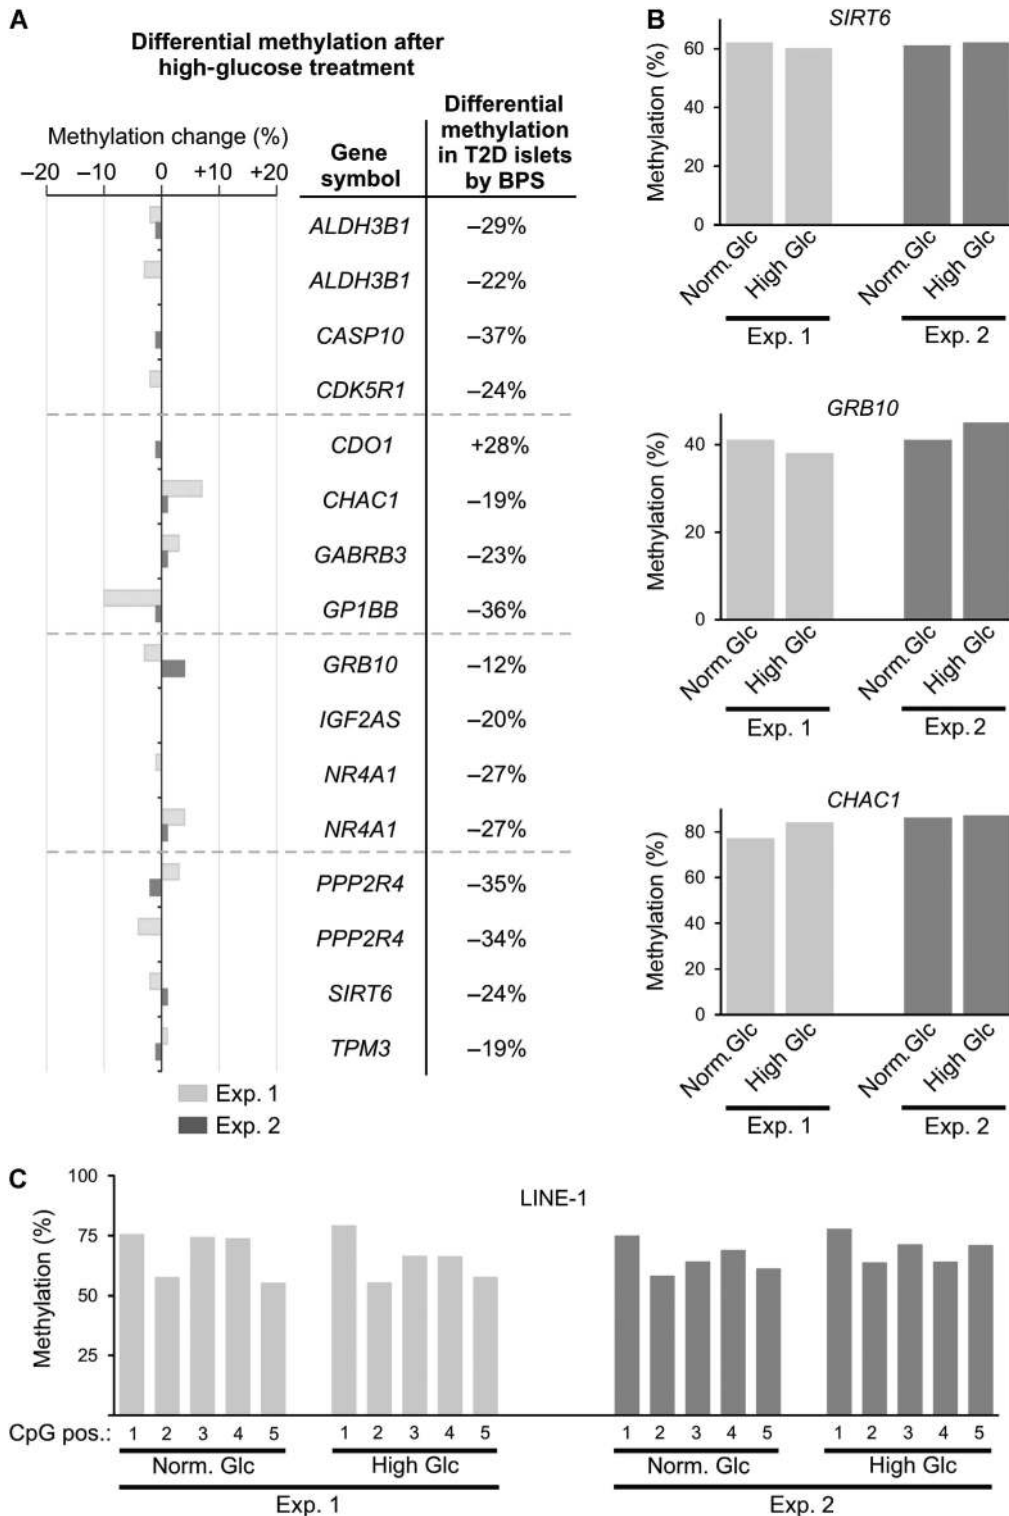 A
Differential methylation after
high-glucose treatment
Methylation change (%)
–20 –10 0 +10 +20
Gene
symbol
Differential
methylation
in T2D islets
by BPS
ALDH3B1 –29%
ALDH3B1 –22%
CASP10 –37%
CDK5R1 –24%
CDO1 +28%
CHAC1 –19%
GABRB3 –23%
GP1BB –36%
GRB10 –12%
IGF2AS –20%
NR4A1 –27%
NR4A1 –27%
PPP2R4 –35%
PPP2R4 –34%
SIRT6 –24%
TPM3 –19%
Exp. 1
Exp. 2
B
SIRT6
Methylation (%)
60
40
20
0
Norm.Glc High Glc Norm.Glc High Glc
Exp. 1 Exp. 2
GRB10
Methylation (%)
40
20
0
Norm.Glc High Glc Norm.Glc High Glc
Exp. 1 Exp. 2
CHAC1
Methylation (%)
80
60
40
20
0
Norm.Glc High Glc Norm.Glc High Glc
Exp. 1 Exp. 2
C
LINE-1
Methylation (%)
100
75
50
25
CpG pos.: 1 2 3 4 5 1 2 3 4 5 1 2 3 4 5 1 2 3 4 5
Norm. Glc High Glc Norm. Glc High Glc
Exp. 1 Exp. 2